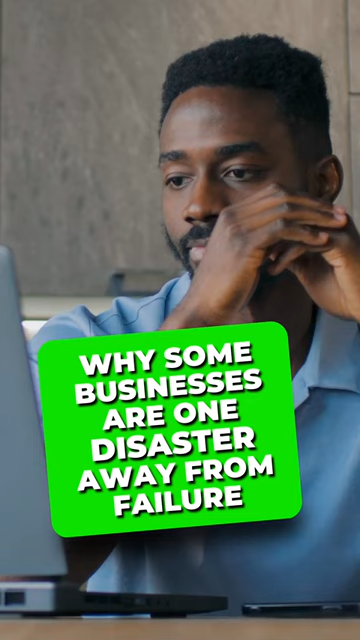 WHY SOME
BUSINESSES
ARE ONE
DISASTER
AWAY FROM
FAILURE